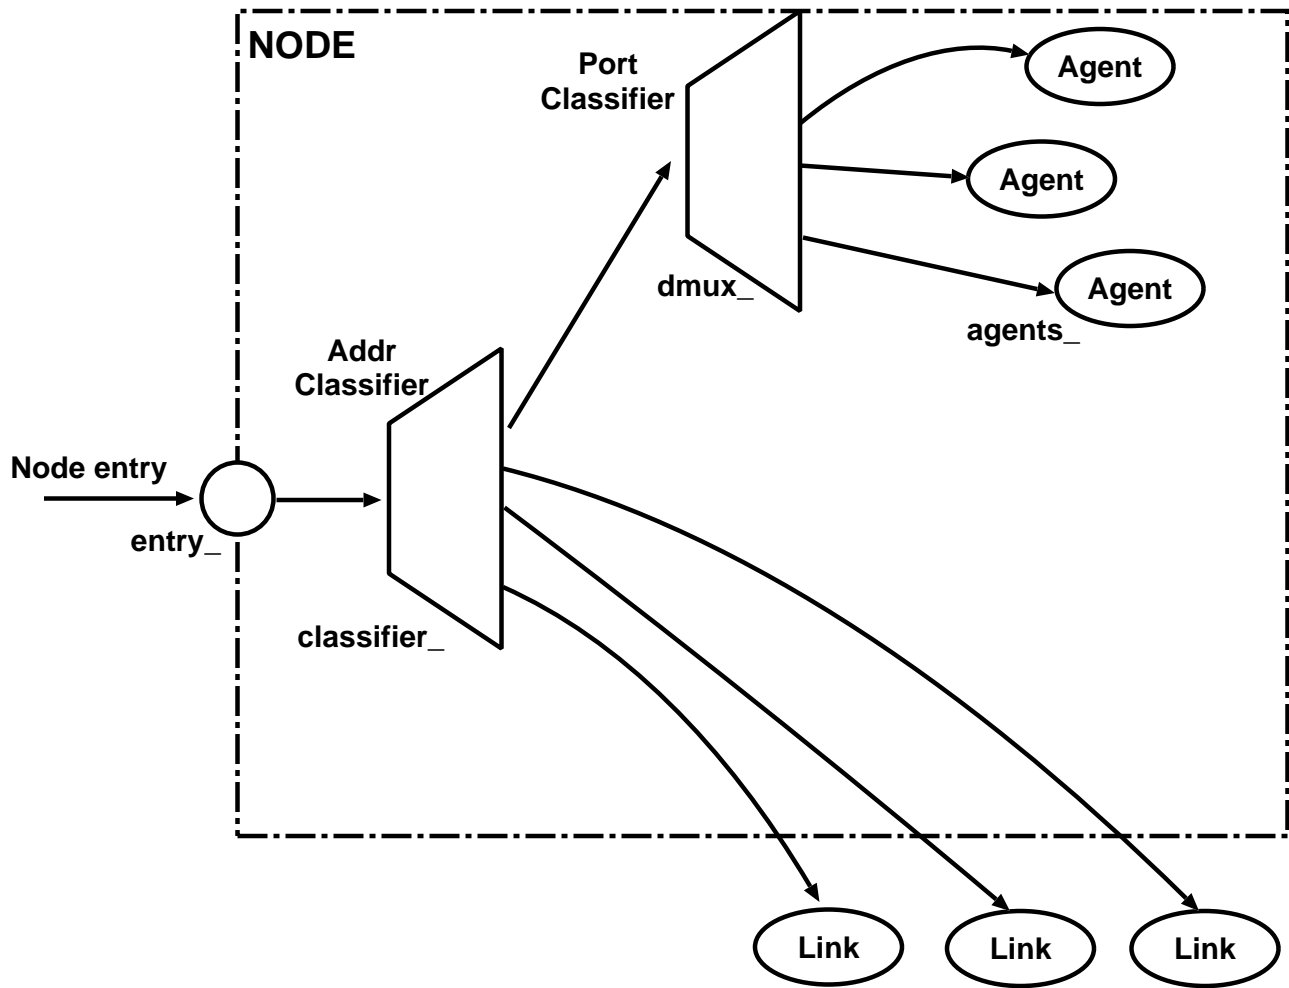 NODE
Port
Classifier
Agent
Agent
Agent
dmux_
agents_
Addr
Classifier
Node entry
entry_
classifier_
Link
Link
Link